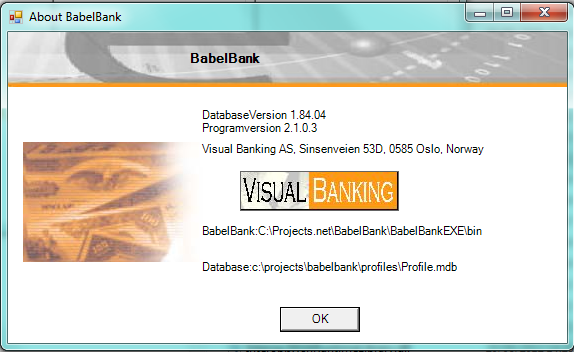 About BabelBank
BabelBank
DatabaseVersion 1.84.04
Programversion 2.1.0.3
Visual Banking AS, Sinsenveien 53D, 0585 Oslo, Norway
VISUAL BANKING
BabelBank:C:\Projects.net\BabelBank\BabelBankEXE\bin
Database:c:\projects\babelbank\profiles\Profile.mdb
OK